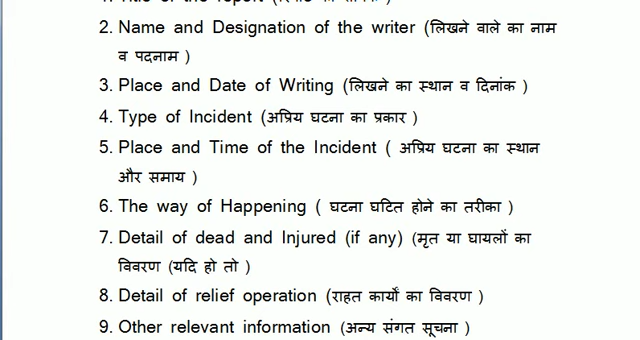 2. Name and Designation of the writer (लिखने वाले का नाम
व पदनाम )
3. Place and Date of Writing (लिखने का स्थान व दिनांक )
4. Type of Incident (अप्रिय घटना का प्रकार )
5. Place and Time of the Incident ( अप्रिय घटना का स्थान
और समाय )
6. The way of Happening ( घटना घटित होने का तरीका )
7. Detail of dead and Injured (if any) (मृत या घायलों का
विवरण (यदि हो तो )
8. Detail of relief operation (राहत कार्यों का विवरण )
9. Other relevant information (अन्य संगत सूचना )